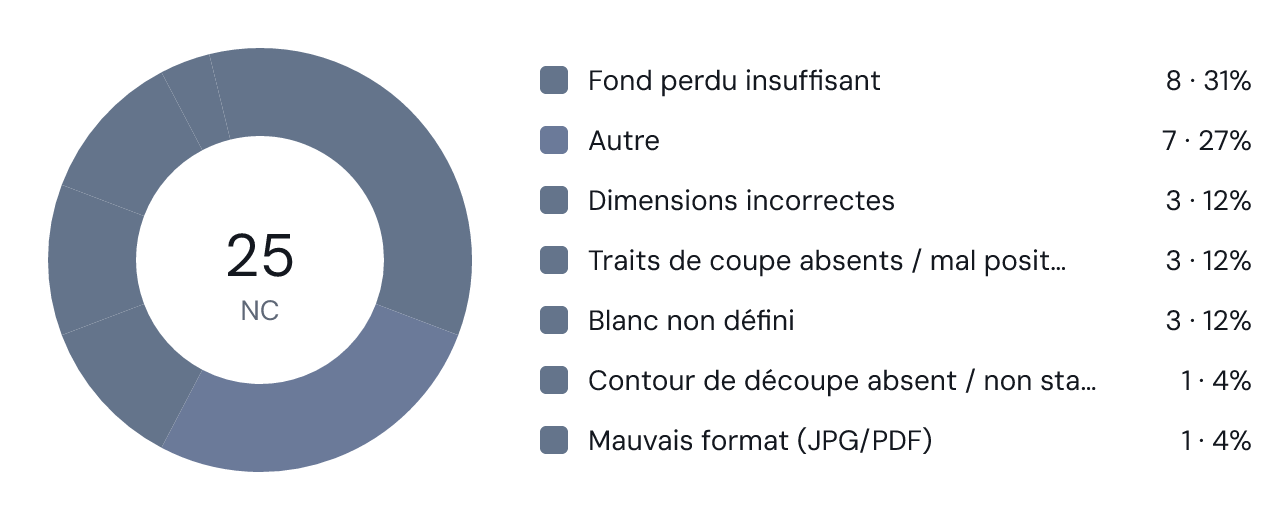 25
NC
Fond perdu insuffisant 8 · 31%
Autre 7 · 27%
Dimensions incorrectes 3 · 12%
Traits de coupe absents / mal posit... 3 · 12%
Blanc non défini 3 · 12%
Contour de découpe absent / non sta... 1 · 4%
Mauvais format (JPG/PDF) 1 · 4%